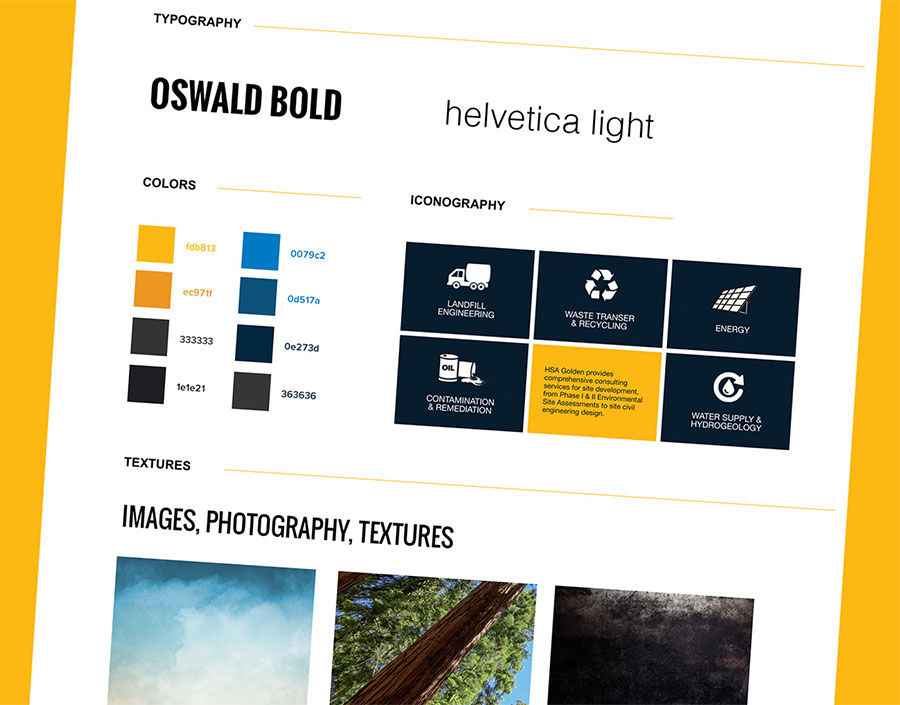 TYPOGRAPHY
OSWALD BOLD
helvetica light
COLORS
fdb813
0079c2
ec971f
0d517a
333333
0e273d
1e1e21
363636
ICONOGRAPHY
LANDFILL
ENGINEERING
WASTE TRANSER
& RECYCLING
ENERGY
OIL
CONTAMINATION
& REMEDIATION
HSA Golden provides
comprehensive consulting
services for site development,
from Phase I & II Environmental
Site Assessments to site civil
engineering design.
WATER SUPPLY &
HYDROGEOLOGY
TEXTURES
IMAGES, PHOTOGRAPHY, TEXTURES